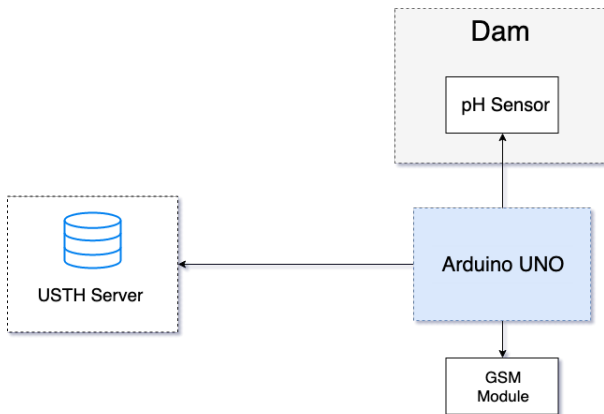 Dam
pH Sensor
Arduino UNO
USTH Server
GSM
Module